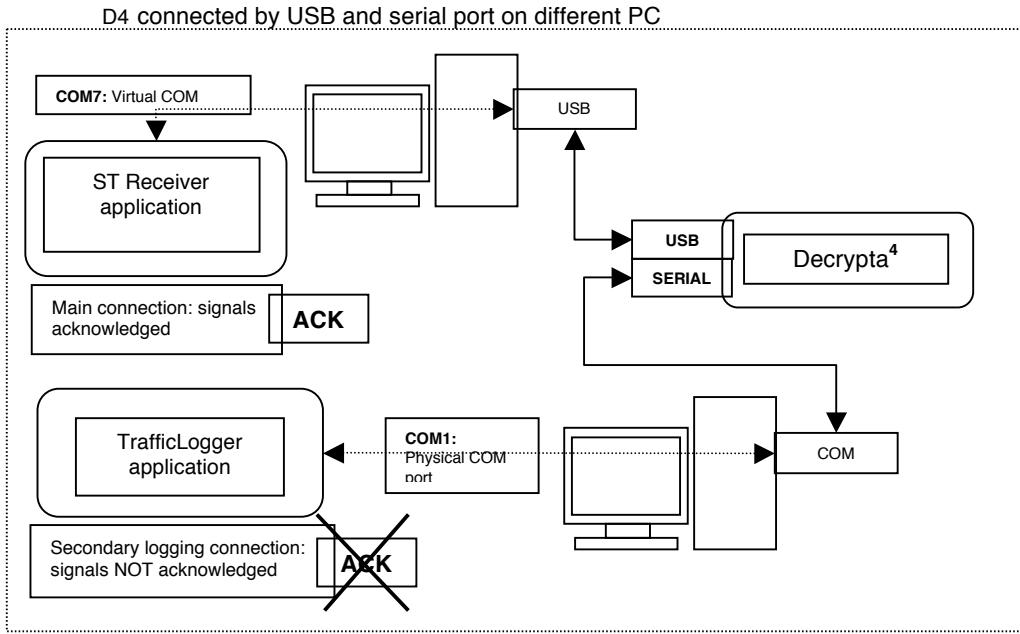 D4 connected by USB and serial port on different PC
COM7: Virtual COM
USB
ST Receiver
application
USB
SERIAL
Decrypta4
Main connection: signals
acknowledged
ACK
TrafficLogger
application
COM1:
Physical COM
port
COM
Secondary logging connection:
signals NOT acknowledged
ACK